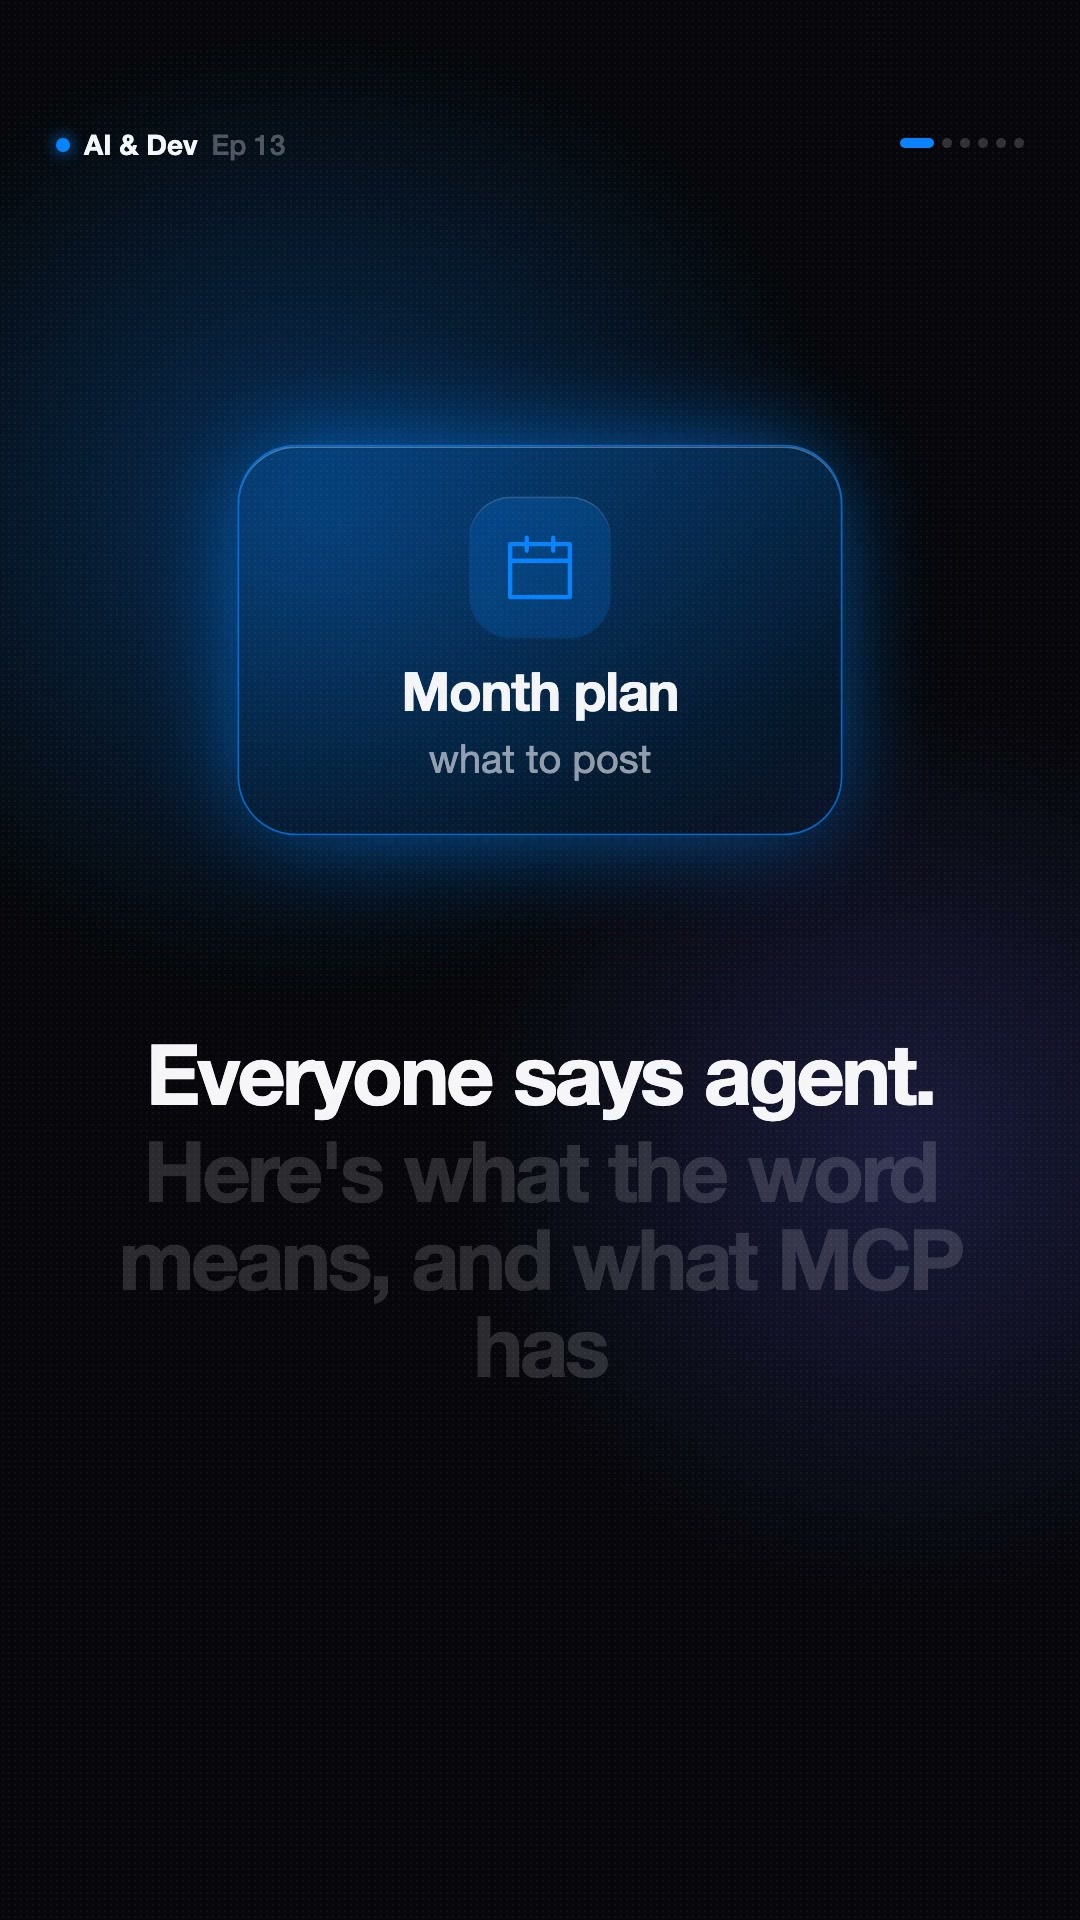 AI & Dev Ep 13
Month plan
what to post
Everyone says agent.
Here's what the word
means, and what MCP
has